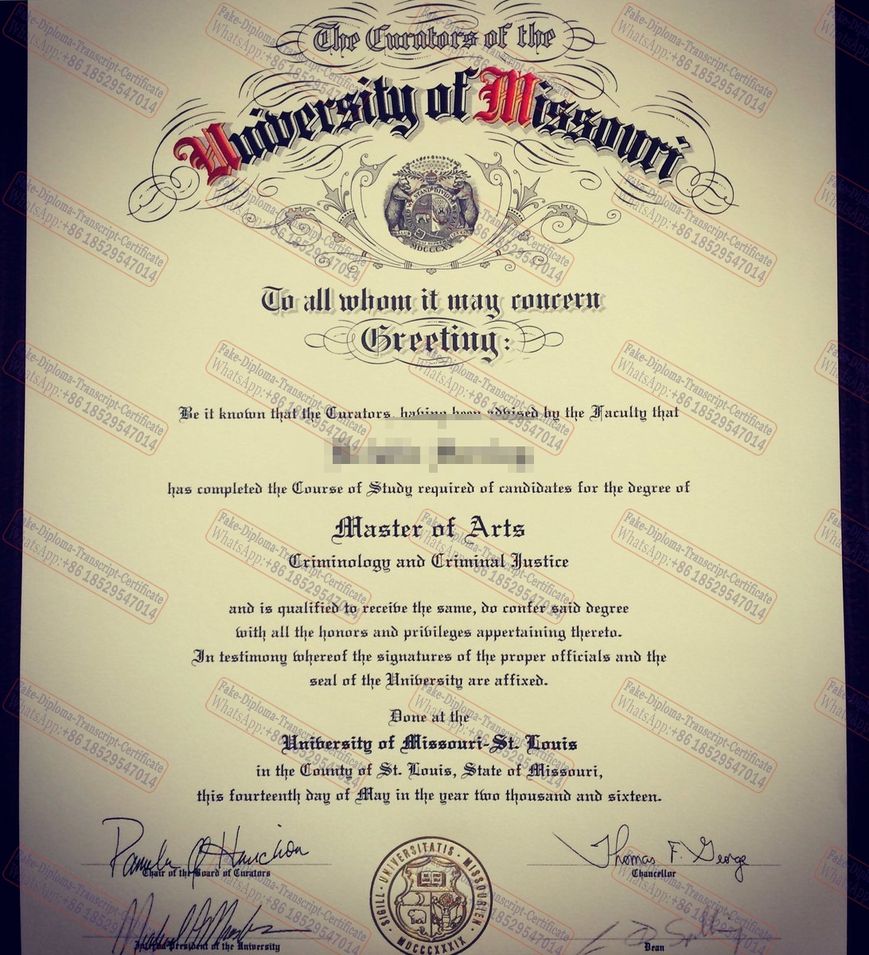 The Curators of the
University of Missouri
MDCCCXX
To all whom it may concern
Greeting:
Be it known that the Curators, having been advised by the Faculty that
has completed the Course of Study required of candidates for the degree of
Master of Arts
Criminology and Criminal Justice
and is qualified to receive the same, do confer said degree
with all the honors and privileges appertaining thereto.
In testimony whereof the signatures of the proper officials and the
seal of the University are affixed.
Done at the
University of Missouri-St. Louis
in the County of St. Louis, State of Missouri,
this fourteenth day of May in the year two thousand and sixteen.
Thomas F. George
Chair of the Board of Curators
Chancellor
SIGILL · UNIVERSITATIS · MISSOURIEN ·
MDCCCXXXIX
Interim President of the University
Dean
Fake-Diploma-Transcript-Certificate
WhatsApp:+86 18529547014